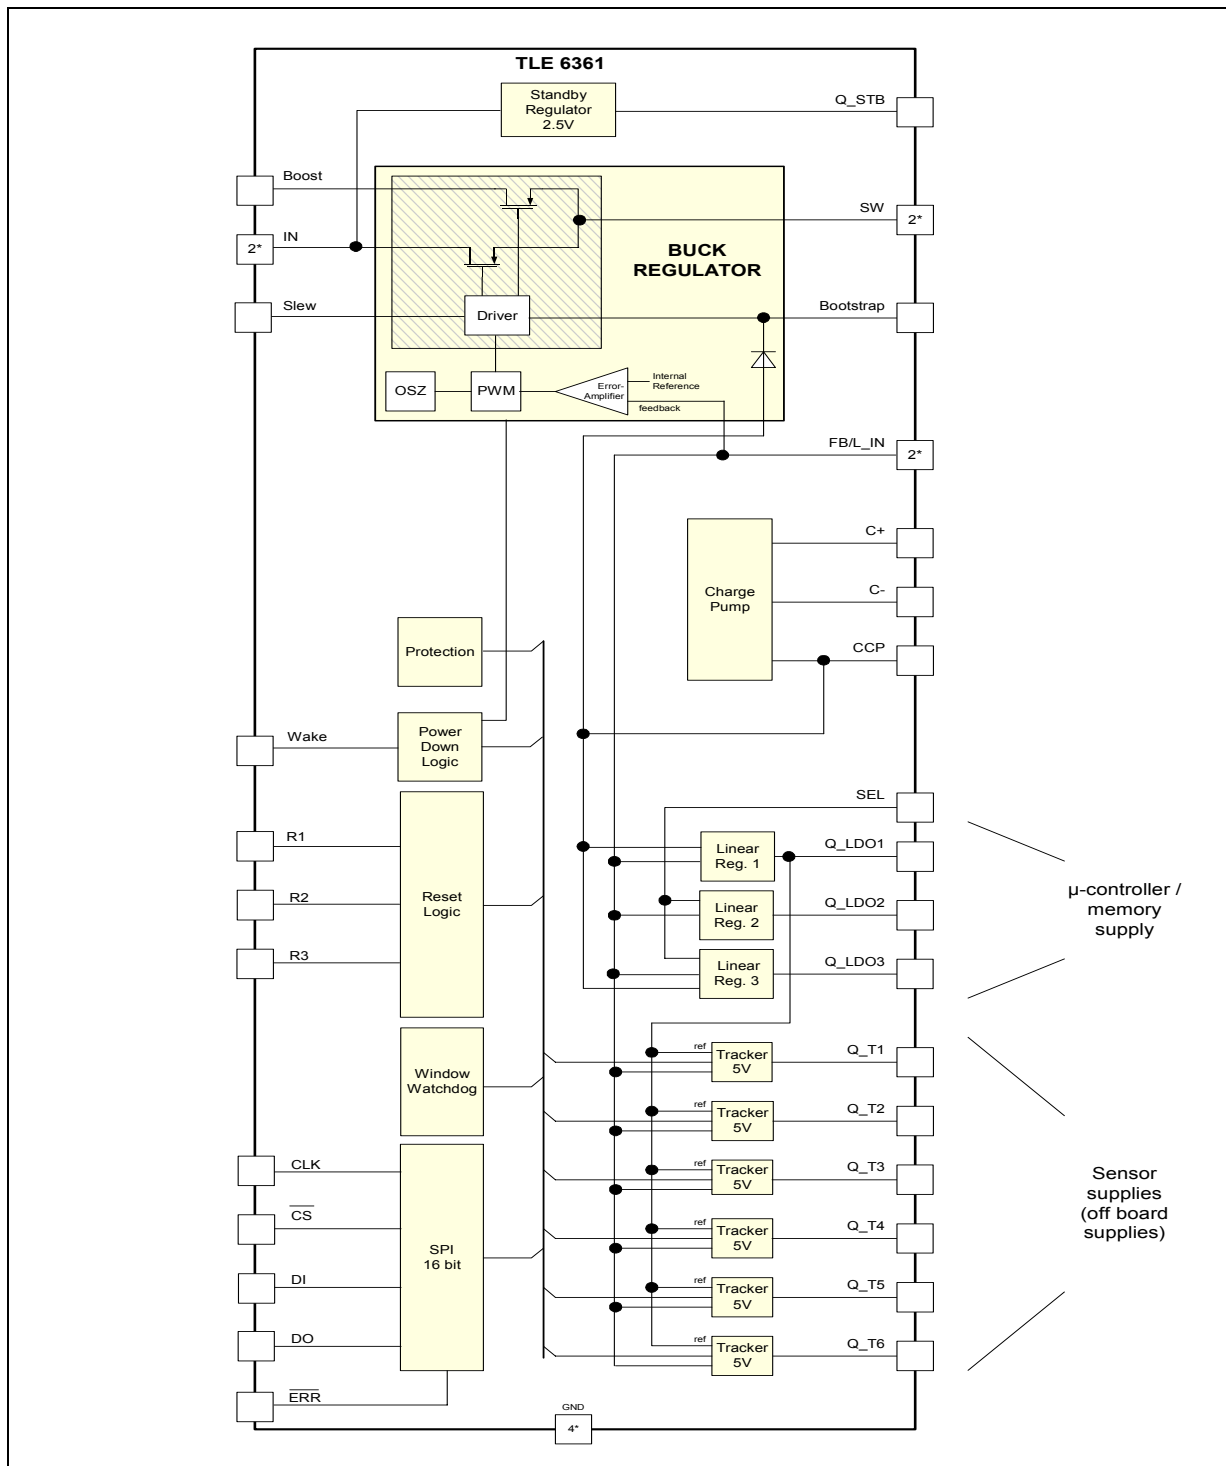 TLE 6361
Standby
Regulator
2.5V
Q_STB
Boost
SW
2*
IN
2*
BUCK
REGULATOR
Slew
Driver
Bootstrap
OSZ
PWM
Error-
Amplifier
Internal
Reference
feedback
FB/L_IN
2*
C+
Charge
Pump
C-
CCP
Protection
Wake
Power
Down
Logic
SEL
R1
Linear
Reg. 1
Q_LDO1
R2
Reset
Logic
Linear
Reg. 2
Q_LDO2
µ-controller /
memory
supply
R3
Linear
Reg. 3
Q_LDO3
Window
Watchdog
ref
Tracker
5V
Q_T1
ref
Tracker
5V
Q_T2
CLK
ref
Tracker
5V
Q_T3
Sensor
supplies
(off board
supplies)
CS
SPI
16 bit
ref
Tracker
5V
Q_T4
DI
ref
Tracker
5V
Q_T5
DO
ref
Tracker
5V
Q_T6
ERR
GND
4*